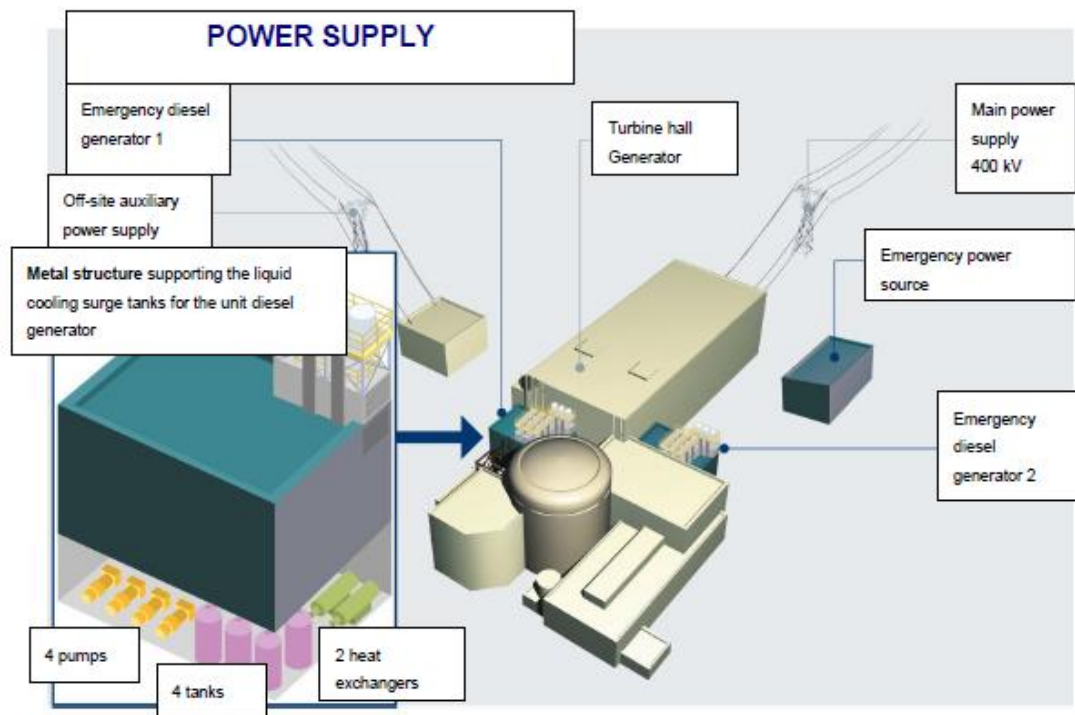 POWER SUPPLY
Emergency diesel
generator 1
Turbine hall
Generator
Main power
supply
400 kV
Off-site auxiliary
power supply
Metal structure supporting the liquid
cooling surge tanks for the unit diesel
generator
Emergency power
source
Emergency
diesel
generator 2
4 pumps
4 tanks
2 heat
exchangers